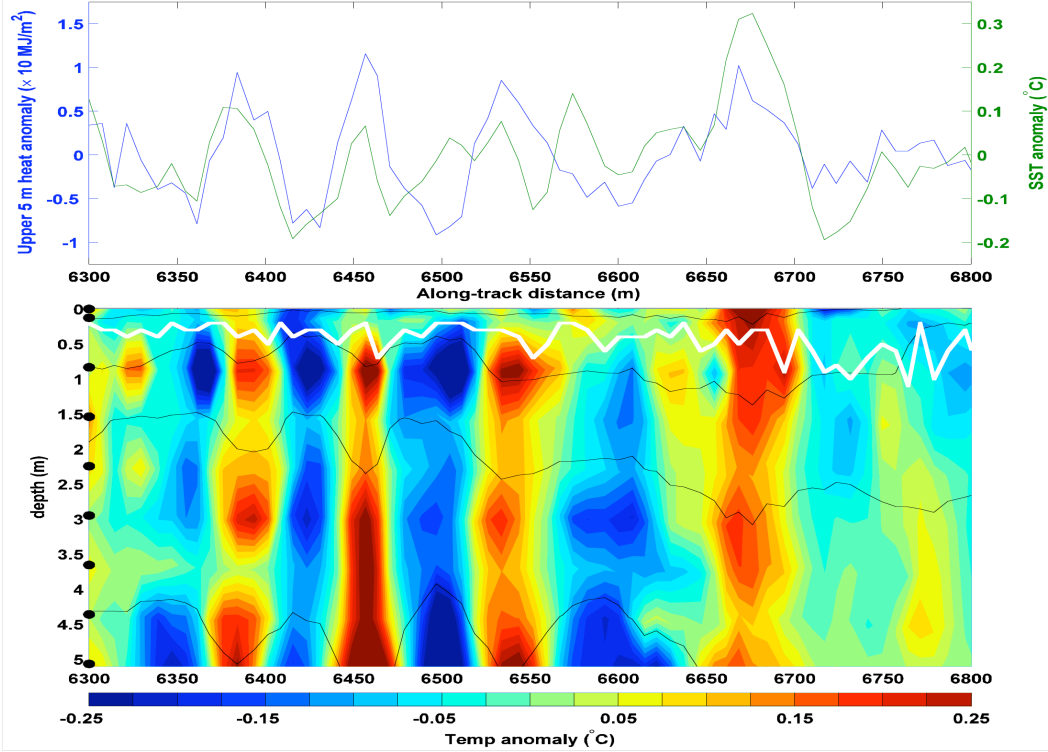 Upper 5 m heat anomaly (× 10 MJ/m²)
1.5
1
0.5
0
-0.5
-1
0.3
0.2
0.1
0
-0.1
-0.2
SST anomaly (°C)
6300 6350 6400 6450 6500 6550 6600 6650 6700 6750 6800
Along-track distance (m)
depth (m)
0
0.5
1
1.5
2
2.5
3
3.5
4
4.5
5
6300 6350 6400 6450 6500 6550 6600 6650 6700 6750 6800
-0.25 -0.15 -0.05 0.05 0.15 0.25
Temp anomaly (°C)